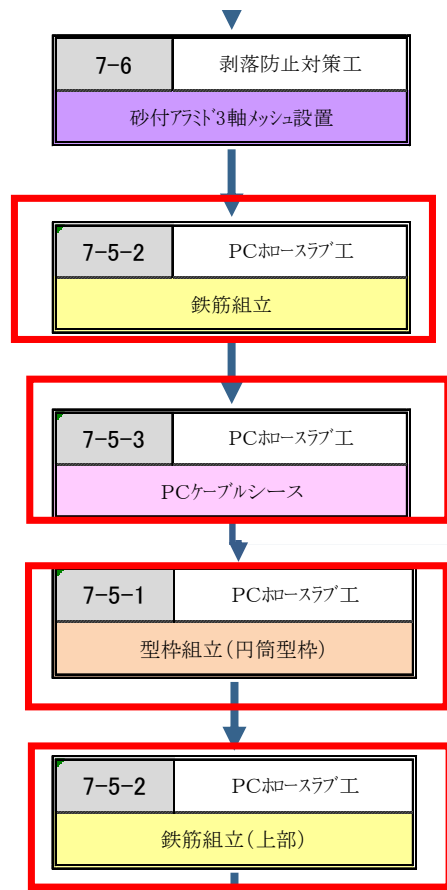 7-6 剥落防止対策工
砂付アラミド3軸メッシュ設置
7-5-2 PCホロースラブ工
鉄筋組立
7-5-3 PCホロースラブ工
PCケーブルシース
7-5-1 PCホロースラブ工
型枠組立(円筒型枠)
7-5-2 PCホロースラブ工
鉄筋組立(上部)